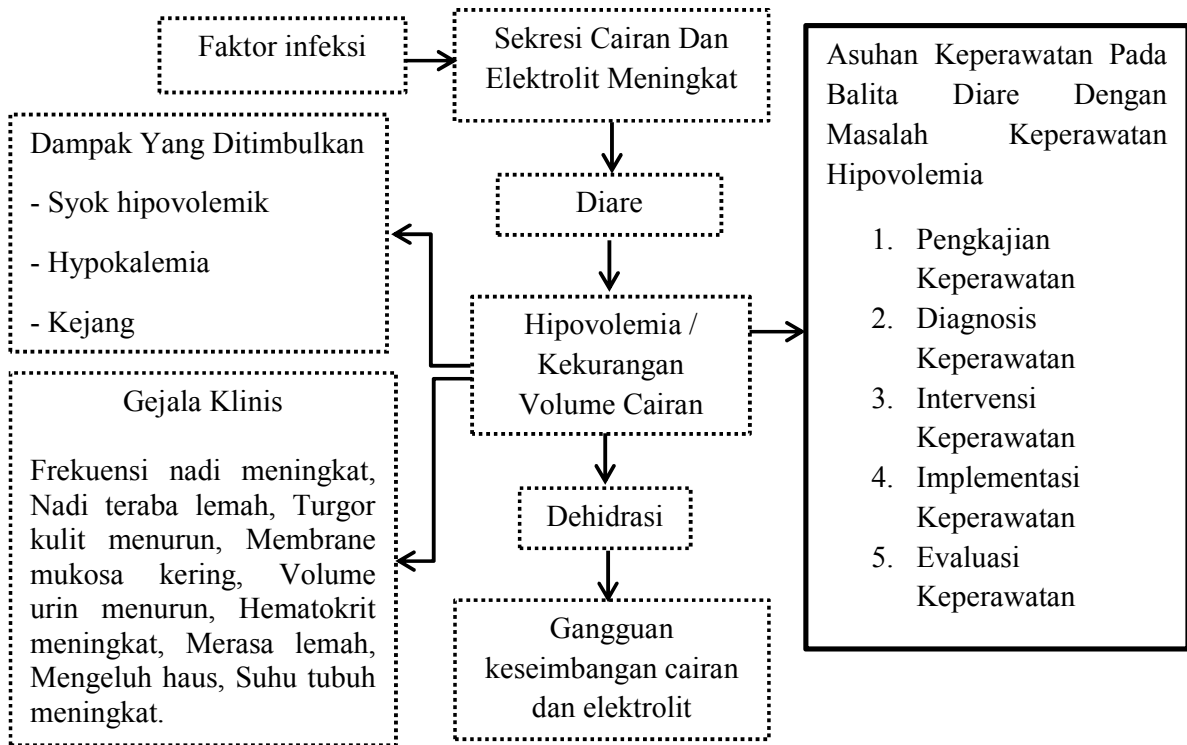 Faktor infeksi
Sekresi Cairan Dan
Elektrolit Meningkat
Diare
Hipovolemia /
Kekurangan
Volume Cairan
Dehidrasi
Gangguan
keseimbangan cairan
dan elektrolit
Dampak Yang Ditimbulkan
- Syok hipovolemik
- Hypokalemia
- Kejang
Gejala Klinis
Frekuensi nadi meningkat,
Nadi teraba lemah, Turgor
kulit menurun, Membrane
mukosa kering, Volume
urin menurun, Hematokrit
meningkat, Merasa lemah,
Mengeluh haus, Suhu tubuh
meningkat.
Asuhan Keperawatan Pada
Balita Diare Dengan
Masalah Keperawatan
Hipovolemia
1. Pengkajian
Keperawatan
2. Diagnosis
Keperawatan
3. Intervensi
Keperawatan
4. Implementasi
Keperawatan
5. Evaluasi
Keperawatan